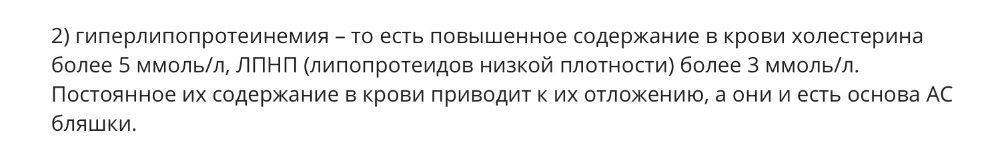 2) гиперлипопротеинемия – то есть повышенное содержание в крови холестерина
более 5 ммоль/л, ЛПНП (липопротеидов низкой плотности) более 3 ммоль/л.
Постоянное их содержание в крови приводит к их отложению, а они и есть основа АС
бляшки.